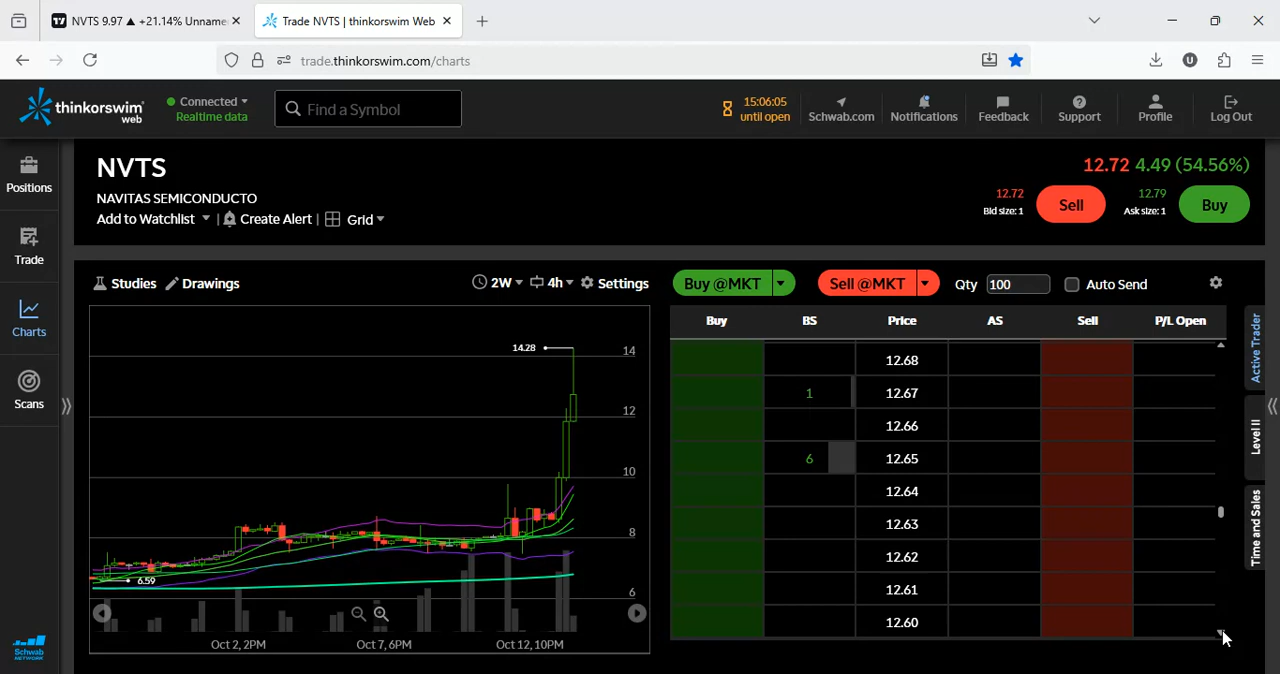 NVTS 9.97 ▲ +21.14% Unname
Trade NVTS | thinkorswim Web
trade.thinkorswim.com/charts
thinkorswim web
Connected
Realtime data
Find a Symbol
15:06:05
until open
Schwab.com
Notifications
Feedback
Support
Profile
Log Out
Positions
Trade
Charts
Scans
Schwab
NETWORK
NVTS
12.72 4.49 (54.56%)
NAVITAS SEMICONDUCTO
Add to Watchlist | Create Alert | Grid
12.72
Bid size: 1
Sell
12.79
Ask size: 1
Buy
Studies Drawings
2W 4h Settings
14.28
6.59
14
12
10
8
6
Oct 2, 2PM Oct 7, 6PM Oct 12, 10PM
Buy @MKT Sell @MKT Qty 100 Auto Send
Buy BS Price AS Sell P/L Open
12.68
1 12.67
12.66
6 12.65
12.64
12.63
12.62
12.61
12.60
Active Trader
Level II
Time and Sales